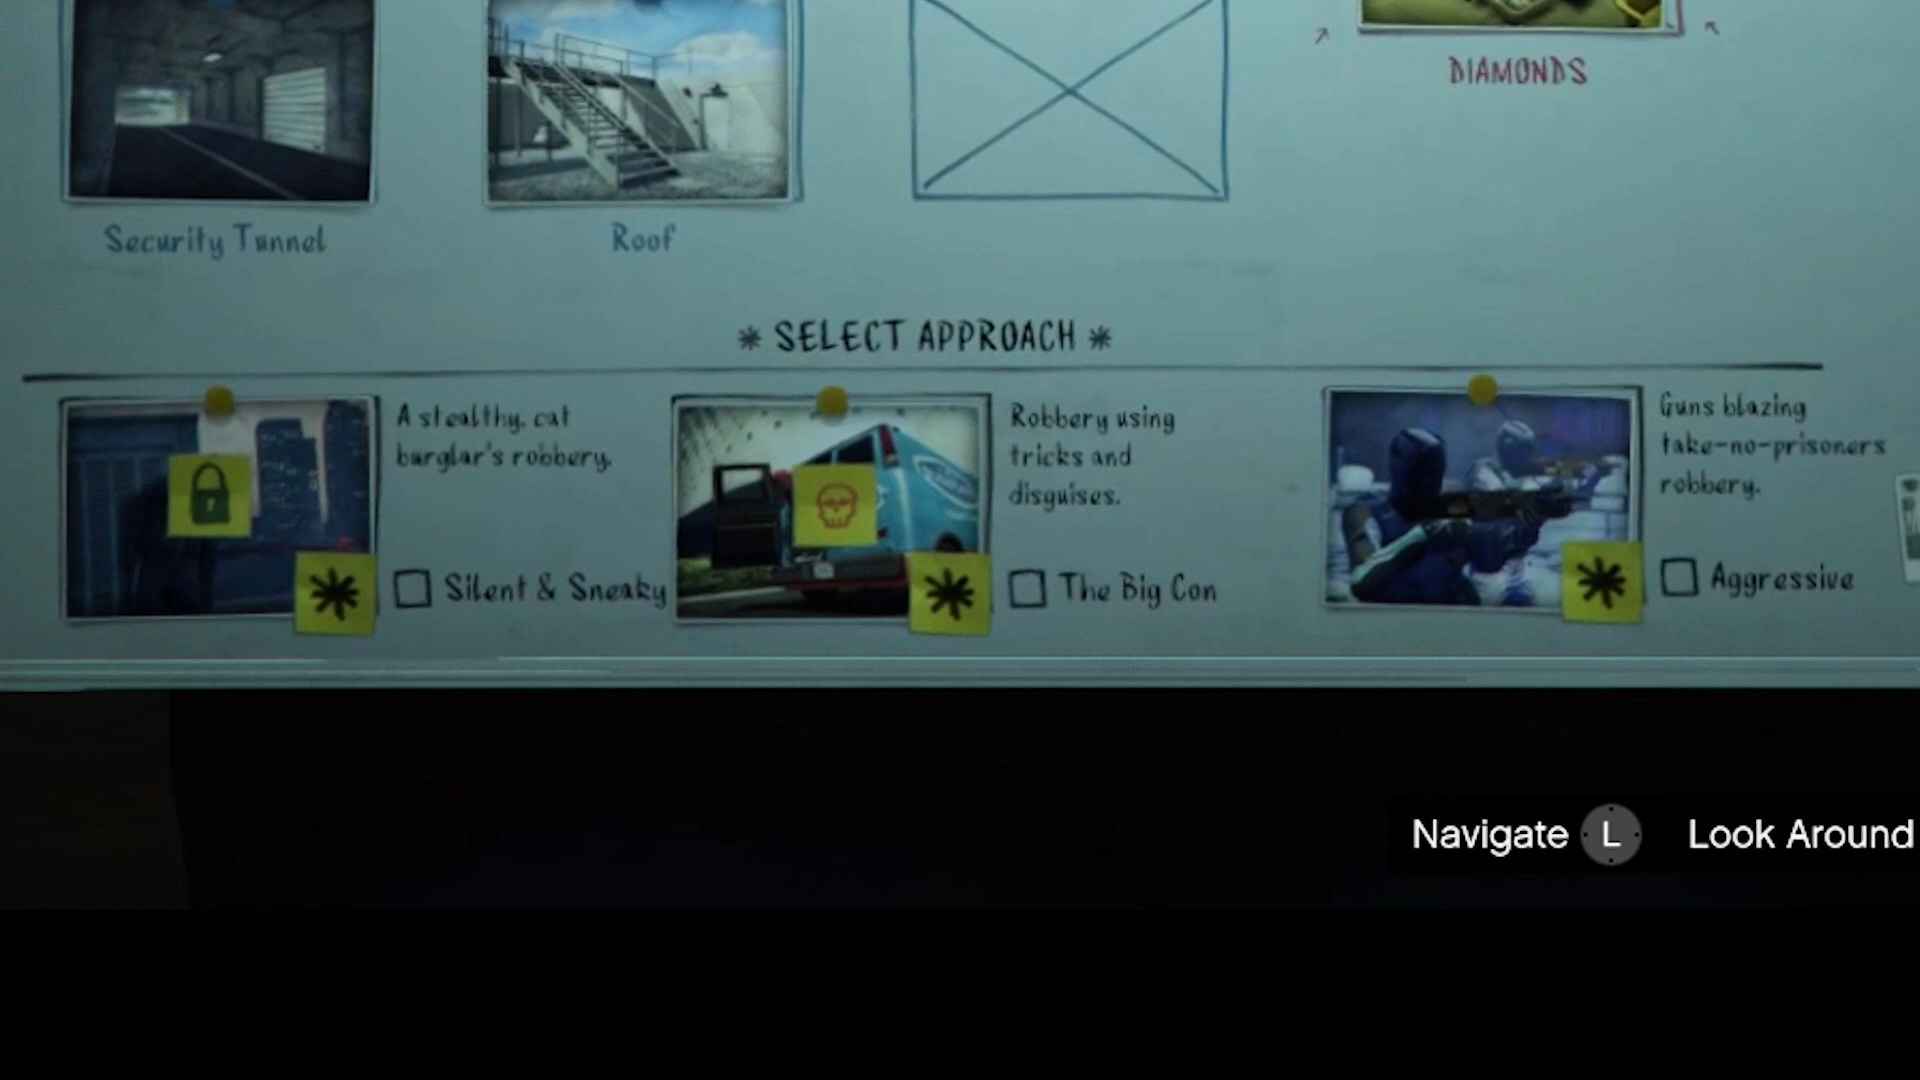 DIAMONDS
Security Tunnel
Roof
* SELECT APPROACH *
A stealthy, cat
burglar's robbery.
Silent & Sneaky
Robbery using
tricks and
disguises.
The Big Con
Guns blazing
take-no-prisoners
robbery.
Aggressive
Navigate L Look Around